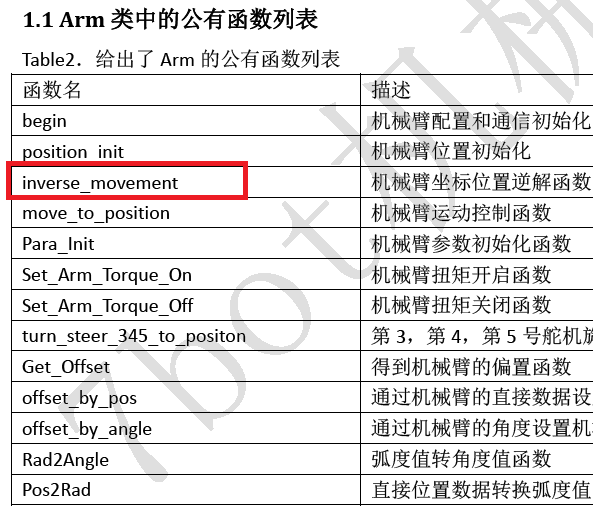 1.1 Arm 类中的公有函数列表
Table2．给出了 Arm 的公有函数列表
函数名 描述
begin 机械臂配置和通信初始化
position_init 机械臂位置初始化
inverse_movement 机械臂坐标位置逆解函数
move_to_position 机械臂运动控制函数
Para_Init 机械臂参数初始化函数
Set_Arm_Torque_On 机械臂扭矩开启函数
Set_Arm_Torque_Off 机械臂扭矩关闭函数
turn_steer_345_to_positon 第 3，第 4，第 5 号舵机旋
Get_Offset 得到机械臂的偏置函数
offset_by_pos 通过机械臂的直接数据设
offset_by_angle 通过机械臂的角度设置机
Rad2Angle 弧度值转角度值函数
Pos2Rad 直接位置数据转换弧度值
7bot机械